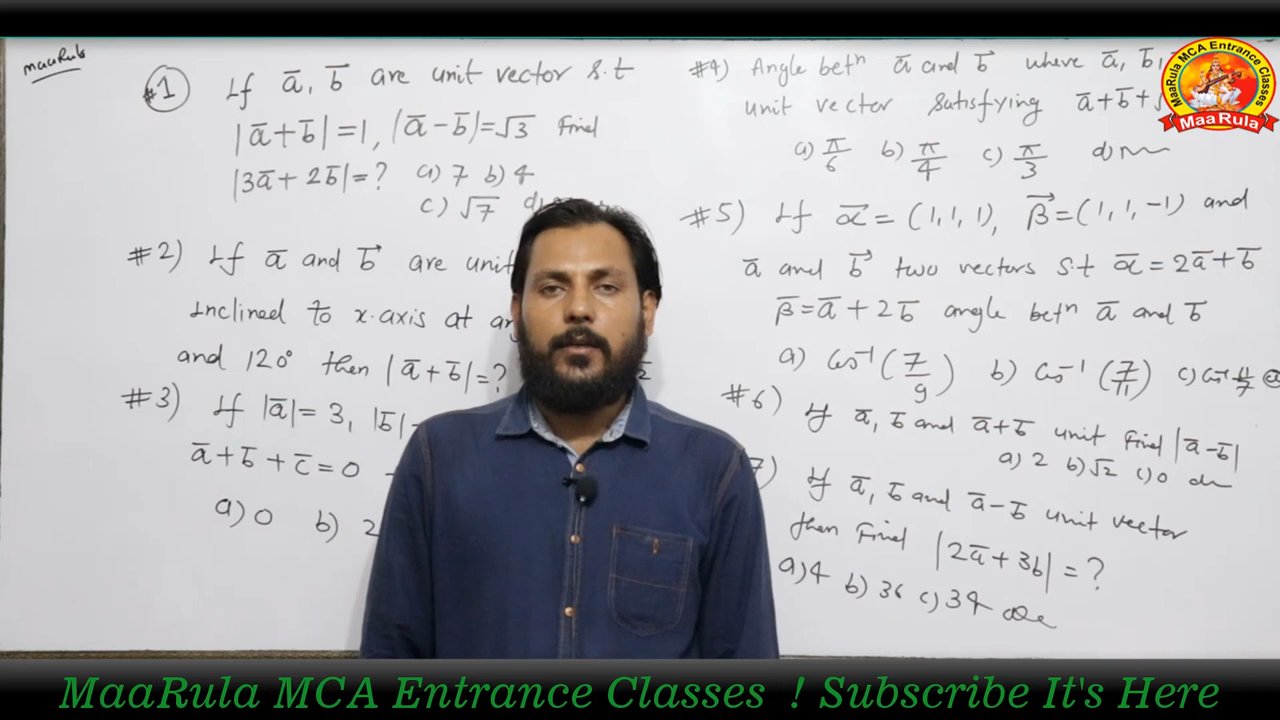 maaRula
#1 If a̅, b⃗ are unit vector s.t
|a̅+b̅|=1, |a̅-b̅|=√3 Find
|3a̅+2b̅|=? a) 7 b) 4
c) √7
#2) If a̅ and b⃗ are unit
Inclined to x-axis at
and 120° then |a̅+b̅|=?
#3) If |a̅|=3, |b̅|
a̅+b̅+c̅=0
a) 0 b) 2
#4) Angle betⁿ a̅ and b⃗ where a̅, b̅,
unit vector satisfying a̅+b̅+
a) π/6 b) π/4 c) π/3 d)
#5) If α⃗=(1,1,1), β⃗=(1,1,-1) and
a̅ and b⃗ two vectors s.t α̅=2a̅+b̅
β̅=a̅+2b̅ angle betⁿ a̅ and b̅
a) Cos⁻¹(7/9) b) Cos⁻¹(7/11) c) Cos⁻¹
#6) If a̅, b̅ and a̅+b̅ unit Find |a̅-b̅|
a) 2 b) √2 c) 0
7) If a̅, b̅ and a̅-b̅ unit vector
then Find |2a̅+3b|=?
a) 4 b) 36 c) 34
MaaRula MCA Entrance Classes
MaaRula
MaaRula MCA Entrance Classes ! Subscribe It's Here